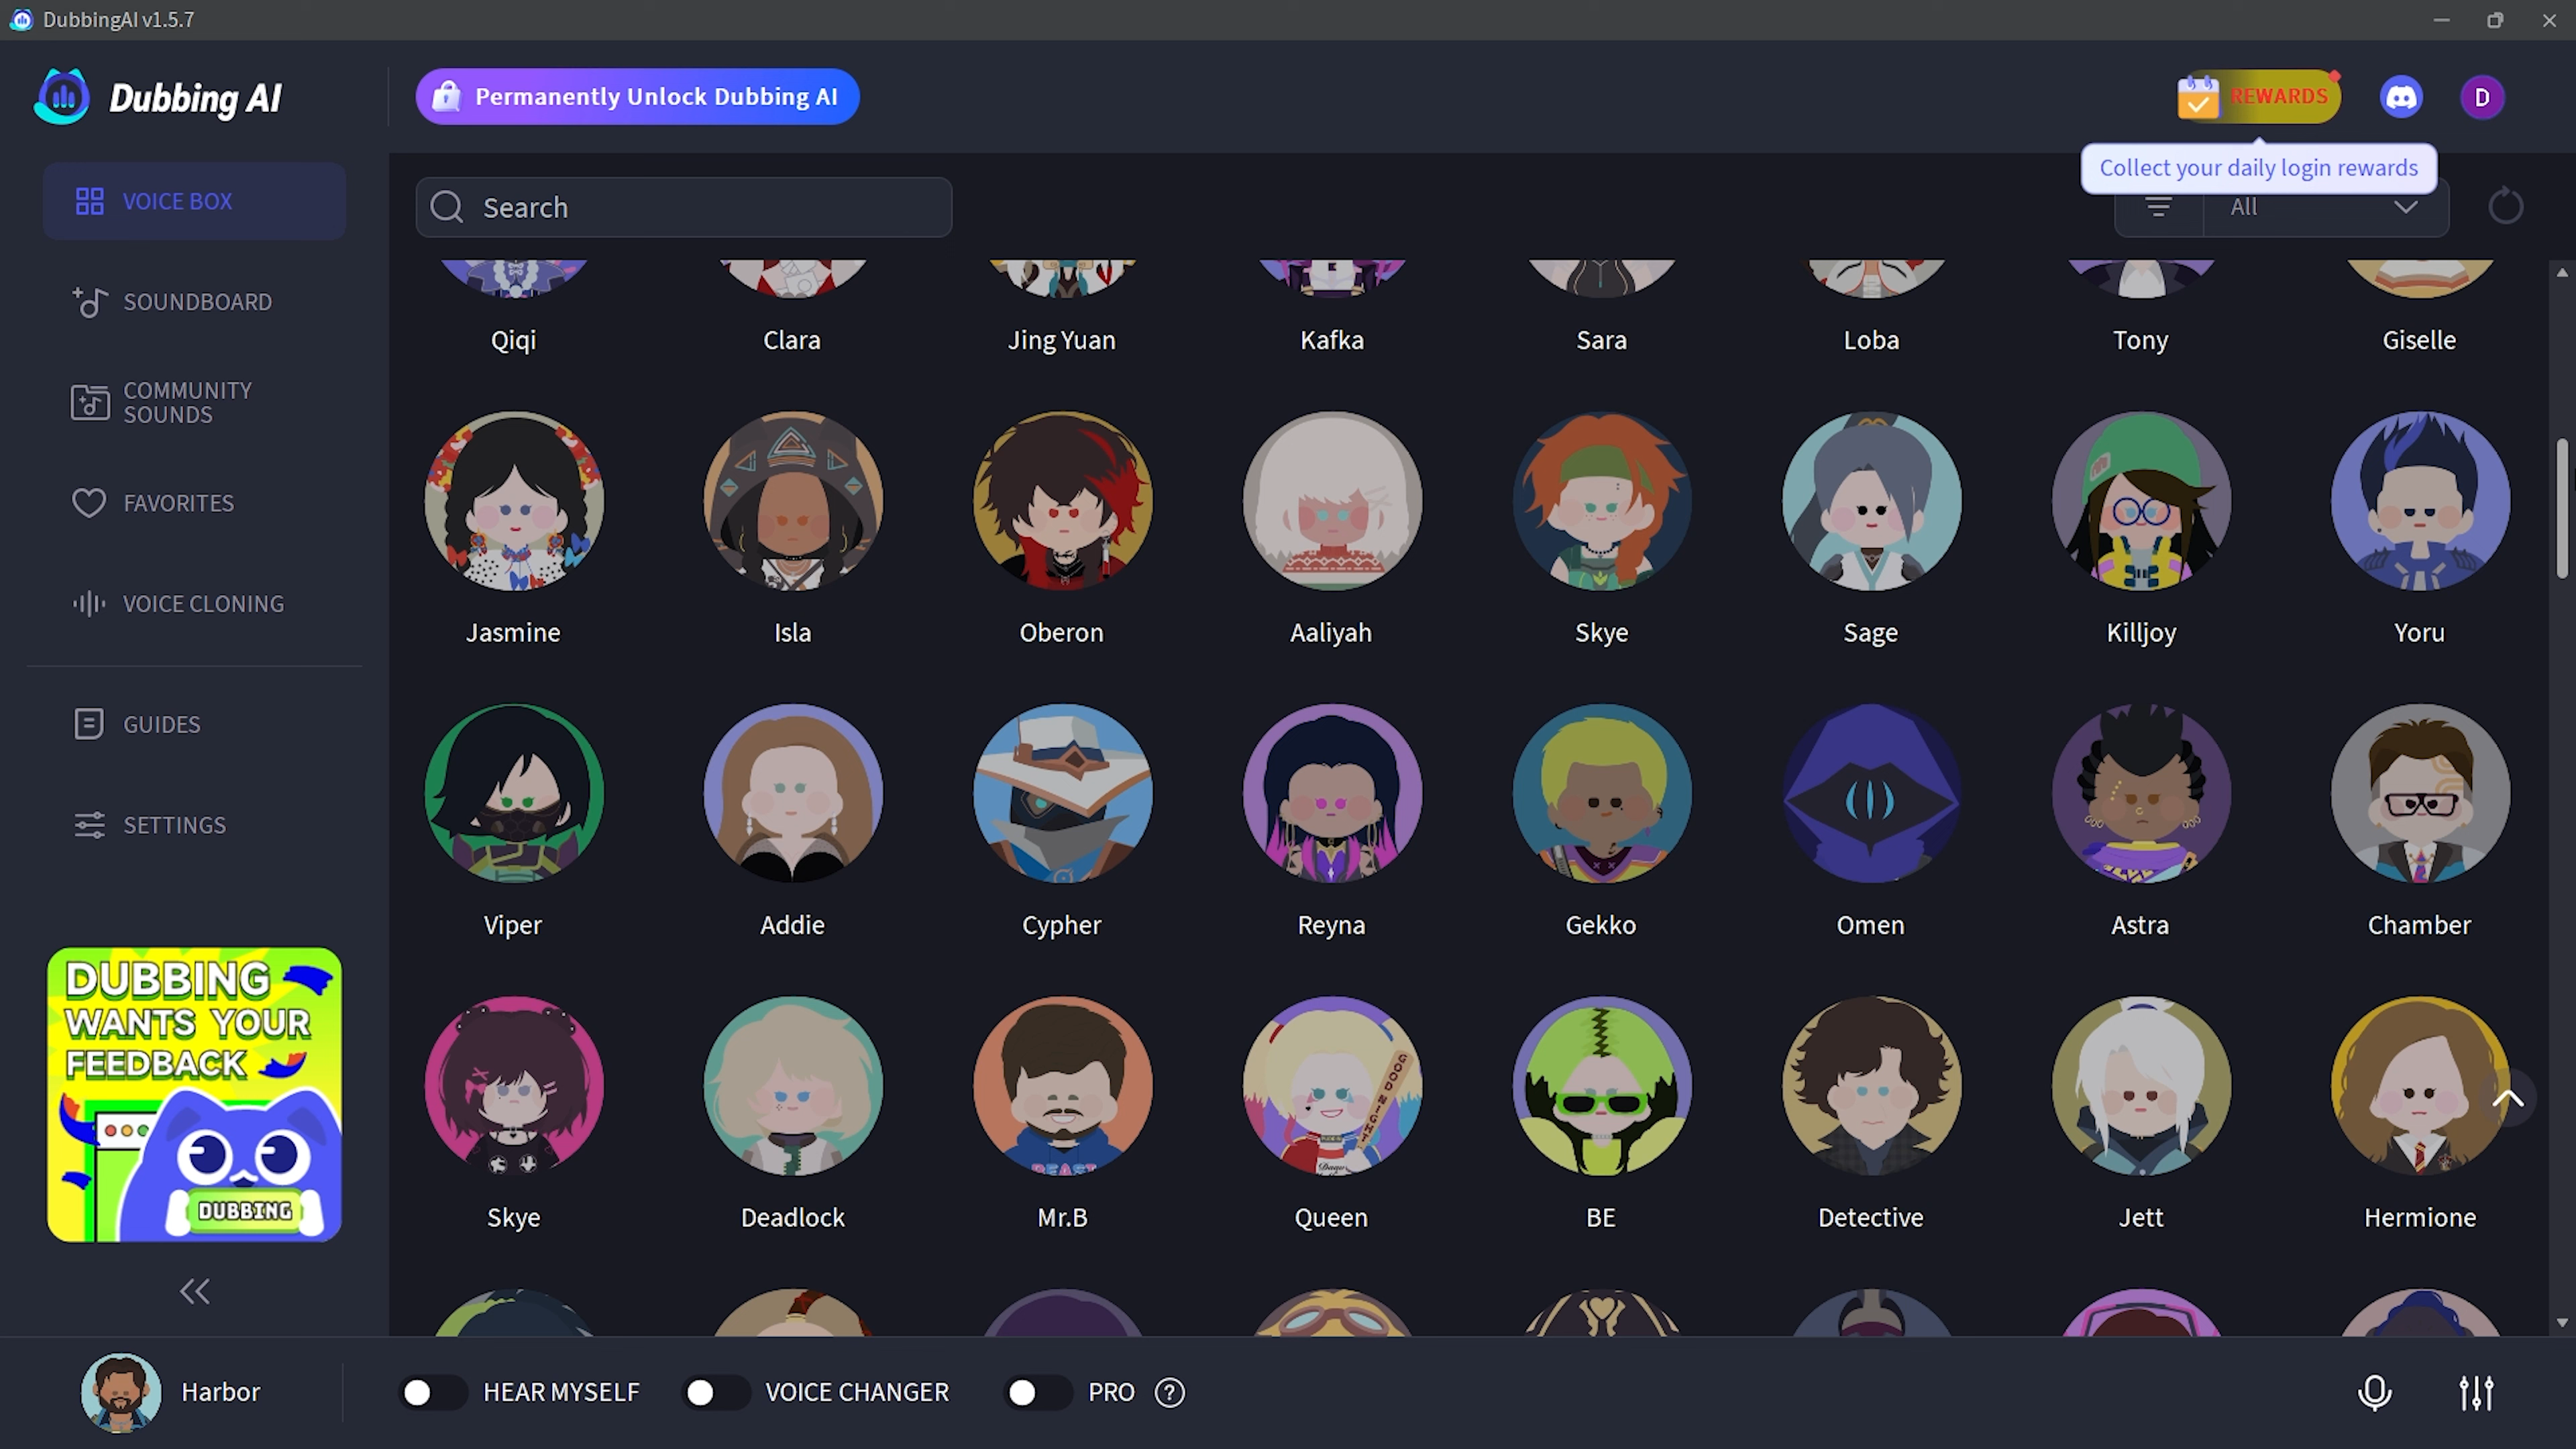 DubbingAI v1.5.7
Dubbing AI
Permanently Unlock Dubbing AI
REWARDS
D
Collect your daily login rewards
VOICE BOX
SOUNDBOARD
COMMUNITY
SOUNDS
FAVORITES
VOICE CLONING
GUIDES
SETTINGS
DUBBING
WANTS YOUR
FEEDBACK
DUBBING
Search
All
Qiqi
Clara
Jing Yuan
Kafka
Sara
Loba
Tony
Giselle
Jasmine
Isla
Oberon
Aaliyah
Skye
Sage
Killjoy
Yoru
Viper
Addie
Cypher
Reyna
Gekko
Omen
Astra
Chamber
BEAST
GOOD NIGHT
Skye
Deadlock
Mr.B
Queen
BE
Detective
Jett
Hermione
Harbor
HEAR MYSELF
VOICE CHANGER
PRO
?